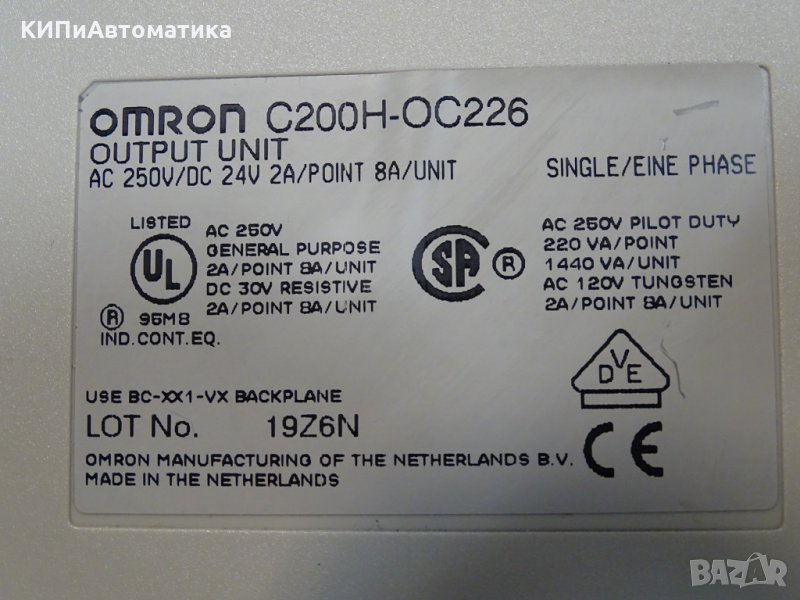 КИПиАвтоматика
OMRON C200H-OC226
OUTPUT UNIT
AC 250V/DC 24V 2A/POINT 8A/UNIT SINGLE/EINE PHASE
LISTED
UL
AC 250V
GENERAL PURPOSE
2A/POINT 8A/UNIT
DC 30V RESISTIVE
2A/POINT 8A/UNIT
® 95M8
IND.CONT.EQ.
CSA ®
AC 250V PILOT DUTY
220 VA/POINT
1440 VA/UNIT
AC 120V TUNGSTEN
2A/POINT 8A/UNIT
DVE
USE BC-XX1-VX BACKPLANE
LOT No. 19Z6N
OMRON MANUFACTURING OF THE NETHERLANDS B.V.
MADE IN THE NETHERLANDS
CE
BAZAR